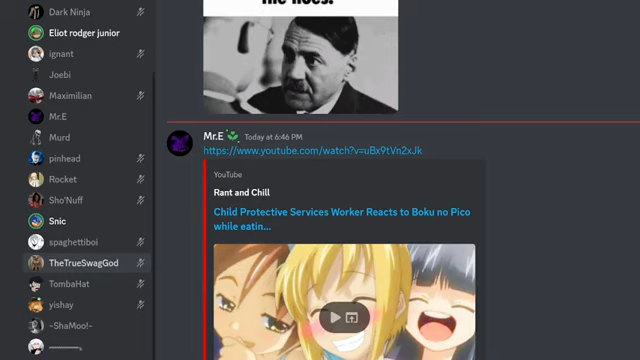 Dark Ninja
Eliot rodger junior
ignant
Joebi
Maximilian
Mr.E
Murd
pinhead
Rocket
Sho'Nuff
Snic
spaghettiboi
TheTrueSwagGod
TombaHat
yishay
~ShaMoo!~
Mr.E Today at 6:46 PM
https://www.youtube.com/watch?v=uBx9tVn2xJk
YouTube
Rant and Chill
Child Protective Services Worker Reacts to Boku no Pico
while eatin...